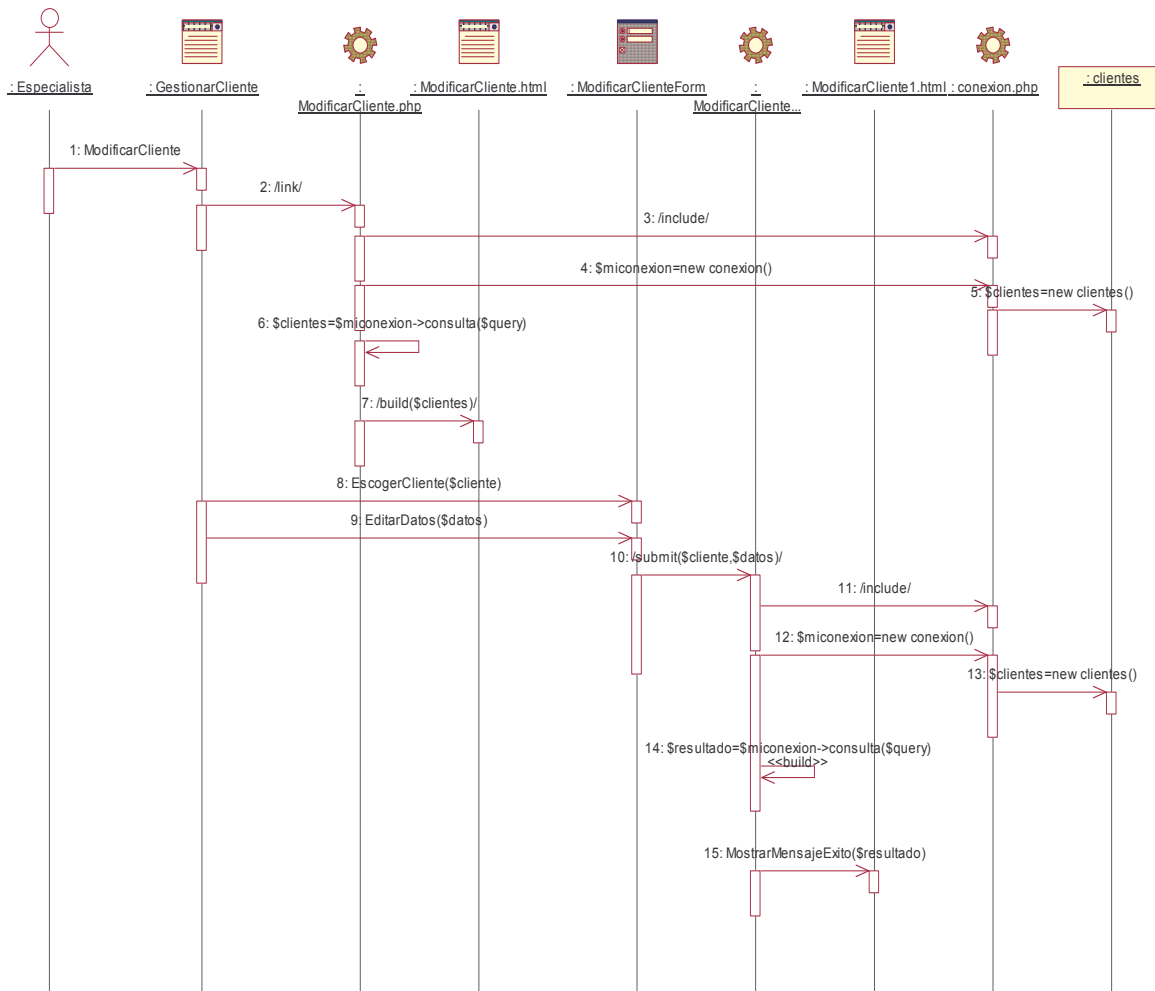 : Especialista
: GestionarCliente
:
ModificarCliente.php
: ModificarCliente.html
: ModificarClienteForm
:
ModificarCliente...
: ModificarCliente1.html
: conexion.php
: clientes
1: ModificarCliente
2: /link/
3: /include/
4: $miconexion=new conexion()
5: $clientes=new clientes()
6: $clientes=$miconexion->consulta($query)
7: /build($clientes)/
8: EscogerCliente($cliente)
9: EditarDatos($datos)
10: /submit($cliente,$datos)/
11: /include/
12: $miconexion=new conexion()
13: $clientes=new clientes()
14: $resultado=$miconexion->consulta($query)
<<build>>
15: MostrarMensajeExito($resultado)